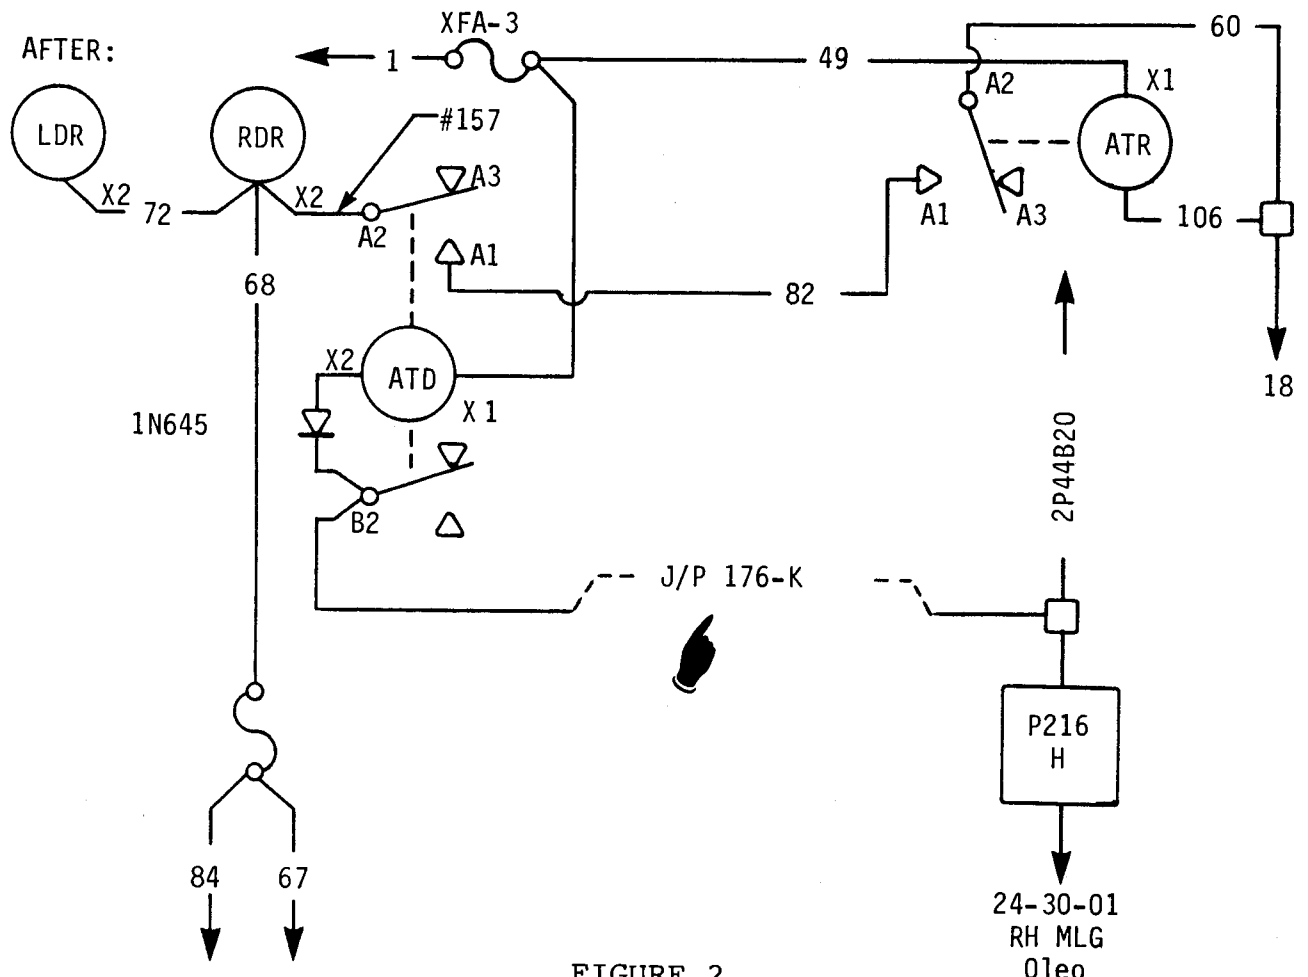 AFTER:
XFA-3
1
49
60
LDR
RDR
#157
A2
X1
ATR
X2
72
X2
A3
A2
A1
A1
A3
106
68
82
18
X2
ATD
X1
1N645
B2
2P44B20
J/P 176-K
P216
H
84
67
24-30-01
RH MLG
Oleo
FIGURE 2